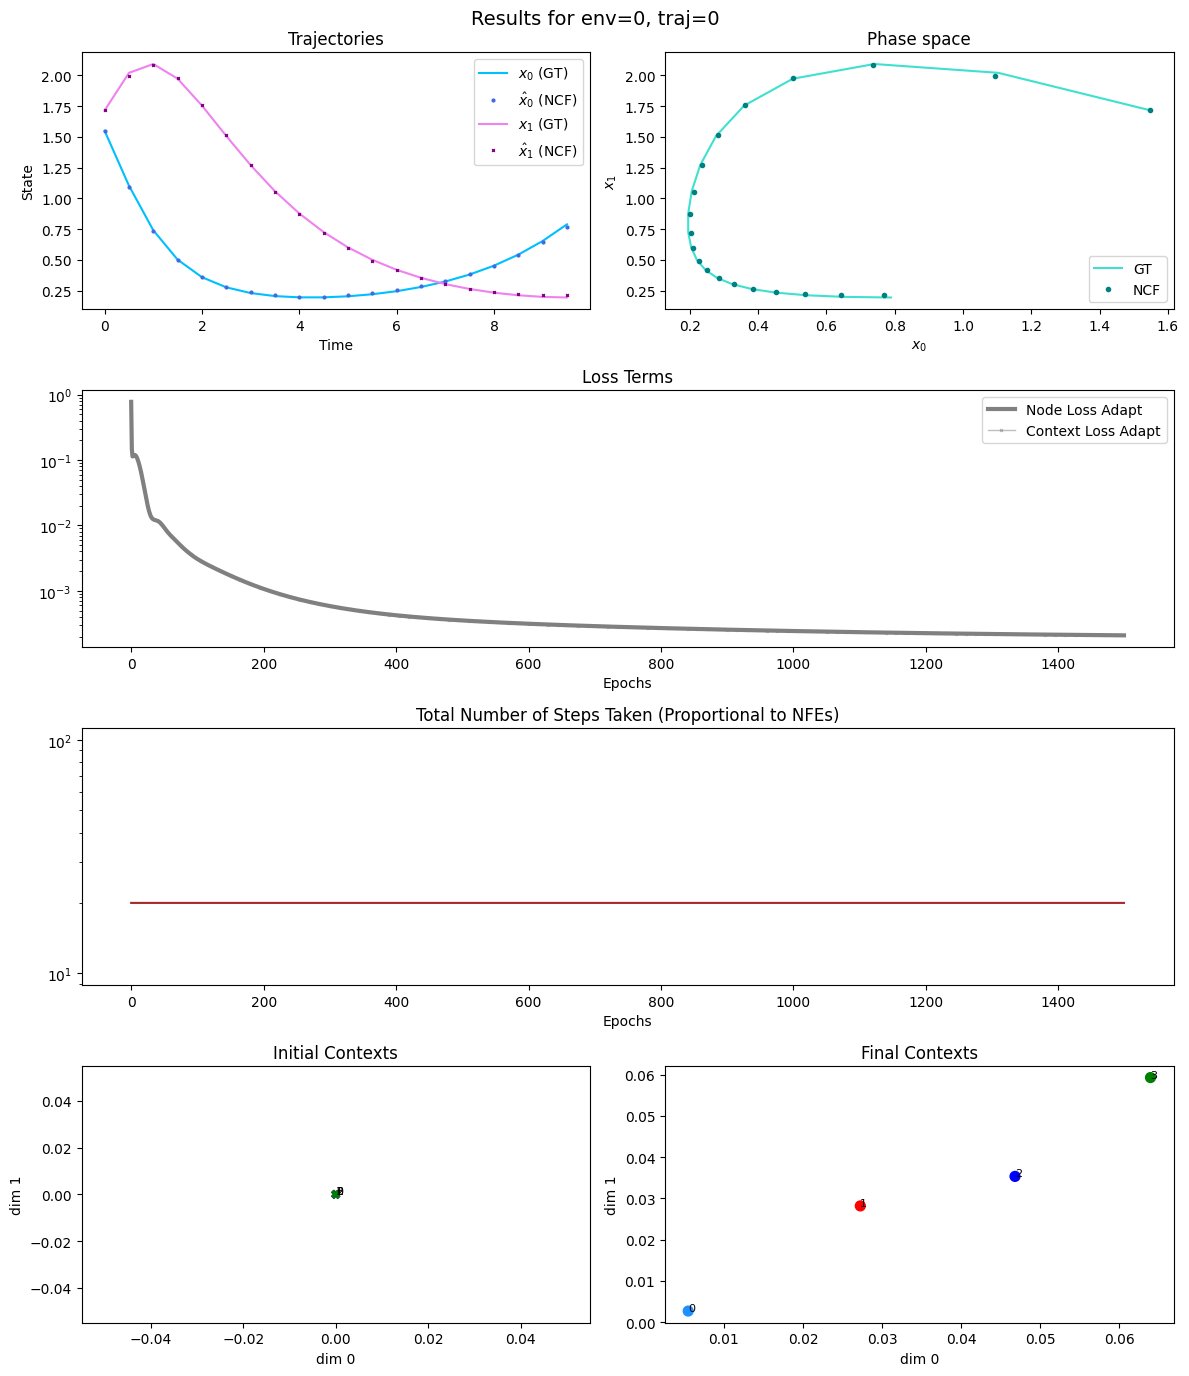 Results for env=0, traj=0
Trajectories
2.00
1.75
1.50
1.25
1.00
0.75
0.50
0.25
State
0 2 4 6 8
Time
x₀ (GT)
x̂₀ (NCF)
x₁ (GT)
x̂₁ (NCF)
Phase space
2.00
1.75
1.50
1.25
1.00
0.75
0.50
0.25
x₁
0.2 0.4 0.6 0.8 1.0 1.2 1.4 1.6
x₀
GT
NCF
Loss Terms
10⁰
10⁻¹
10⁻²
10⁻³
0 200 400 600 800 1000 1200 1400
Epochs
Node Loss Adapt
Context Loss Adapt
Total Number of Steps Taken (Proportional to NFEs)
10²
10¹
0 200 400 600 800 1000 1200 1400
Epochs
Initial Contexts
0.04
0.02
0.00
−0.02
−0.04
dim 1
−0.04 −0.02 0.00 0.02 0.04
dim 0
Final Contexts
0.06
0.05
0.04
0.03
0.02
0.01
0.00
dim 1
3
2
1
0
0.01 0.02 0.03 0.04 0.05 0.06
dim 0